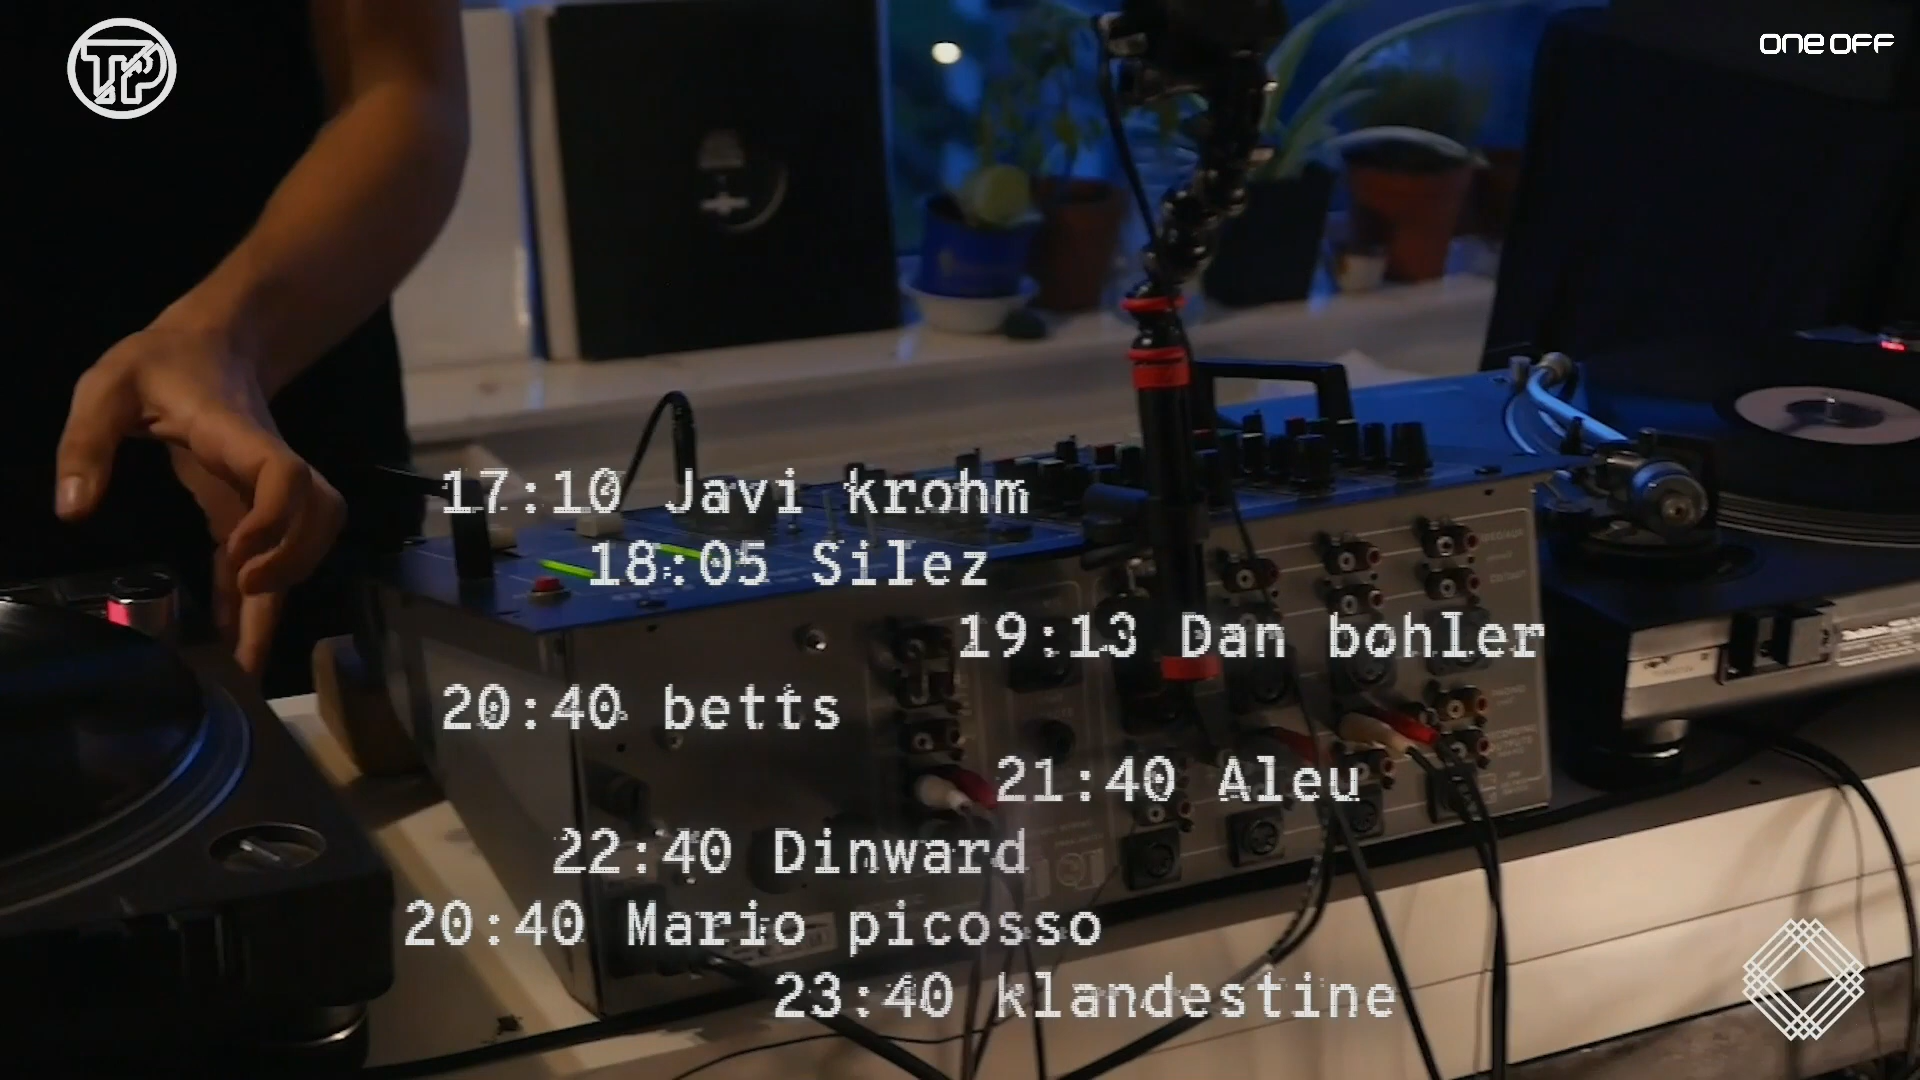 TP
ONE OFF
17:10 Javi krohm
18:05 Silez
19:13 Dan bohler
20:40 betts
21:40 Aleu
22:40 Dinward
20:40 Mario picosso
23:40 klandestine